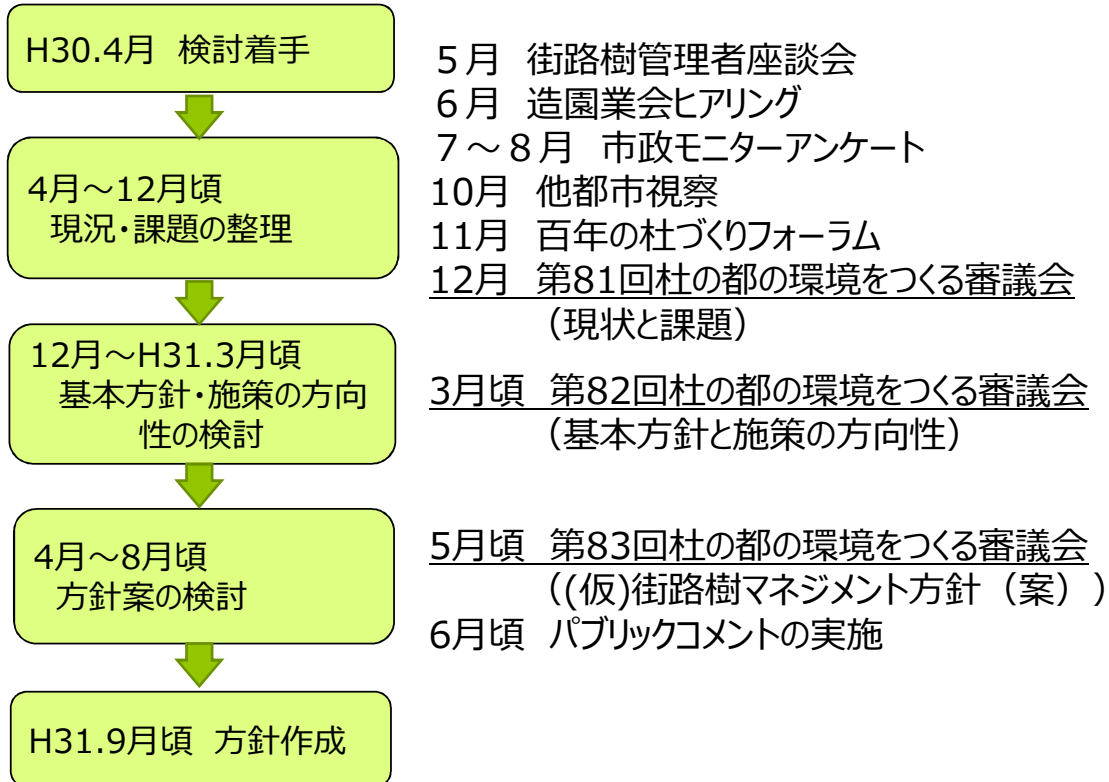 H30.4月 検討着手
5月 街路樹管理者座談会
6月 造園業会ヒアリング
7～8月 市政モニターアンケート
4月～12月頃
現況・課題の整理
10月 他都市視察
11月 百年の杜づくりフォーラム
12月 第81回杜の都の環境をつくる審議会
（現状と課題）
12月～H31.3月頃
基本方針・施策の方向
性の検討
3月頃 第82回杜の都の環境をつくる審議会
（基本方針と施策の方向性）
4月～8月頃
方針案の検討
5月頃 第83回杜の都の環境をつくる審議会
（(仮)街路樹マネジメント方針（案））
6月頃 パブリックコメントの実施
H31.9月頃 方針作成